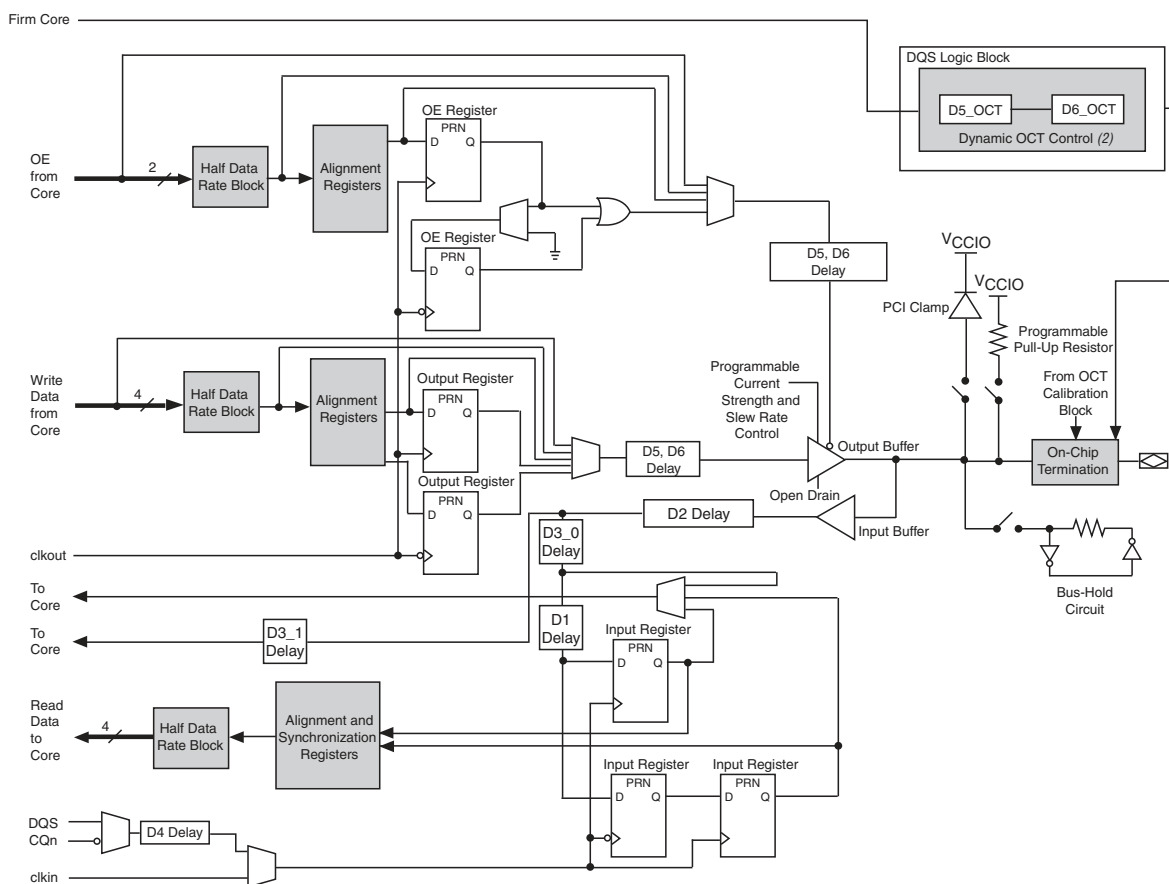 Firm Core
DQS Logic Block
D5_OCT
D6_OCT
Dynamic OCT Control (2)
OE Register
PRN
D
Q
OE
from
Core
2
Half Data
Rate Block
Alignment
Registers
OE Register
PRN
D
Q
D5, D6
Delay
VCCIO
VCCIO
PCI Clamp
Programmable
Pull-Up Resistor
From OCT
Calibration
Block
On-Chip
Termination
Write
Data
from
Core
4
Half Data
Rate Block
Alignment
Registers
Output Register
PRN
D
Q
Programmable
Current
Strength and
Slew Rate
Control
Output Buffer
D5, D6
Delay
Output Register
PRN
D
Q
Open Drain
Input Buffer
D2 Delay
clkout
D3_0
Delay
To
Core
D1
Delay
Bus-Hold
Circuit
To
Core
D3_1
Delay
Input Register
PRN
D
Q
Read
Data
to
Core
4
Half Data
Rate Block
Alignment and
Synchronization
Registers
Input Register
PRN
D
Q
Input Register
PRN
D
Q
DQS
CQn
D4 Delay
clkin